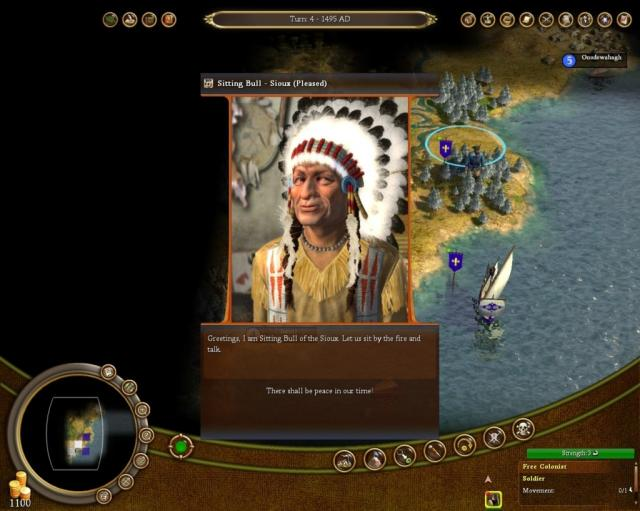 Turn: 4 - 1495 AD
5 Onodewahagh
Sitting Bull - Sioux (Pleased)
Greetings, I am Sitting Bull of the Sioux. Let us sit by the fire and
talk.
There shall be peace in our time!
Strength: 3
Free Colonist
Soldier
Movement: 0/1
1100